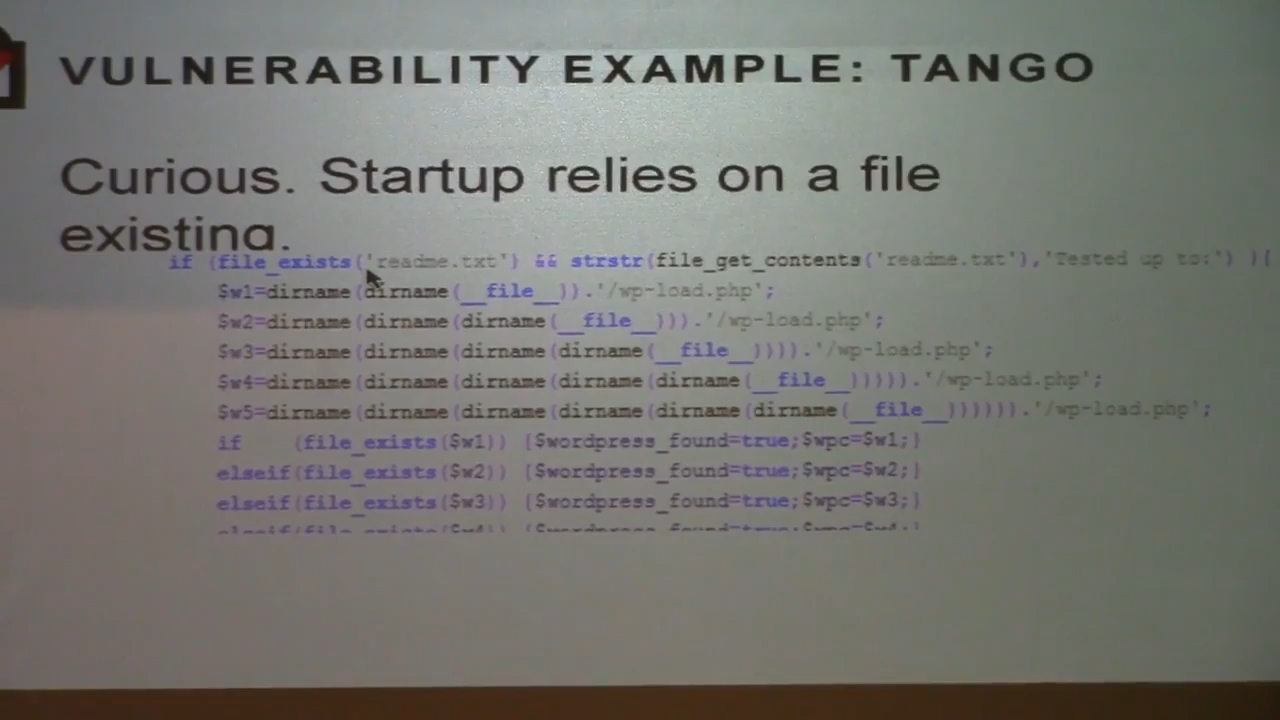 VULNERABILITY EXAMPLE: TANGO
Curious. Startup relies on a file
existing.
if (file_exists('readme.txt') && strstr(file_get_contents('readme.txt'),'Tested up to:') ){
$w1=dirname(dirname(__file__)).'/wp-load.php';
$w2=dirname(dirname(dirname(__file__))).'/wp-load.php';
$w3=dirname(dirname(dirname(dirname(__file__)))).'/wp-load.php';
$w4=dirname(dirname(dirname(dirname(dirname(__file__))))).'/wp-load.php';
$w5=dirname(dirname(dirname(dirname(dirname(dirname(__file__)))))).'/wp-load.php';
if (file_exists($w1)) {$wordpress_found=true;$wpc=$w1;}
elseif(file_exists($w2)) {$wordpress_found=true;$wpc=$w2;}
elseif(file_exists($w3)) {$wordpress_found=true;$wpc=$w3;}